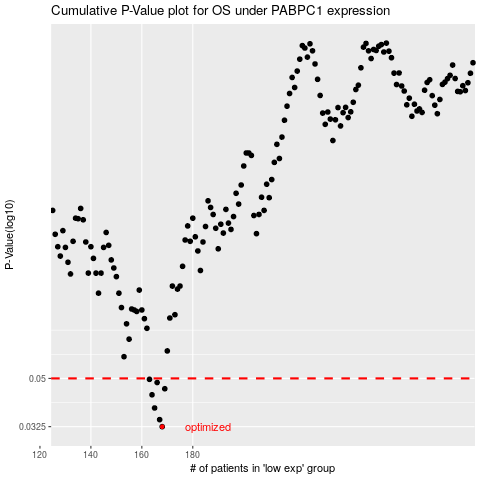 Cumulative P-Value plot for OS under PABPC1 expression
P-Value(log10)
0.05
0.0325
optimized
120 140 160 180
# of patients in 'low exp' group